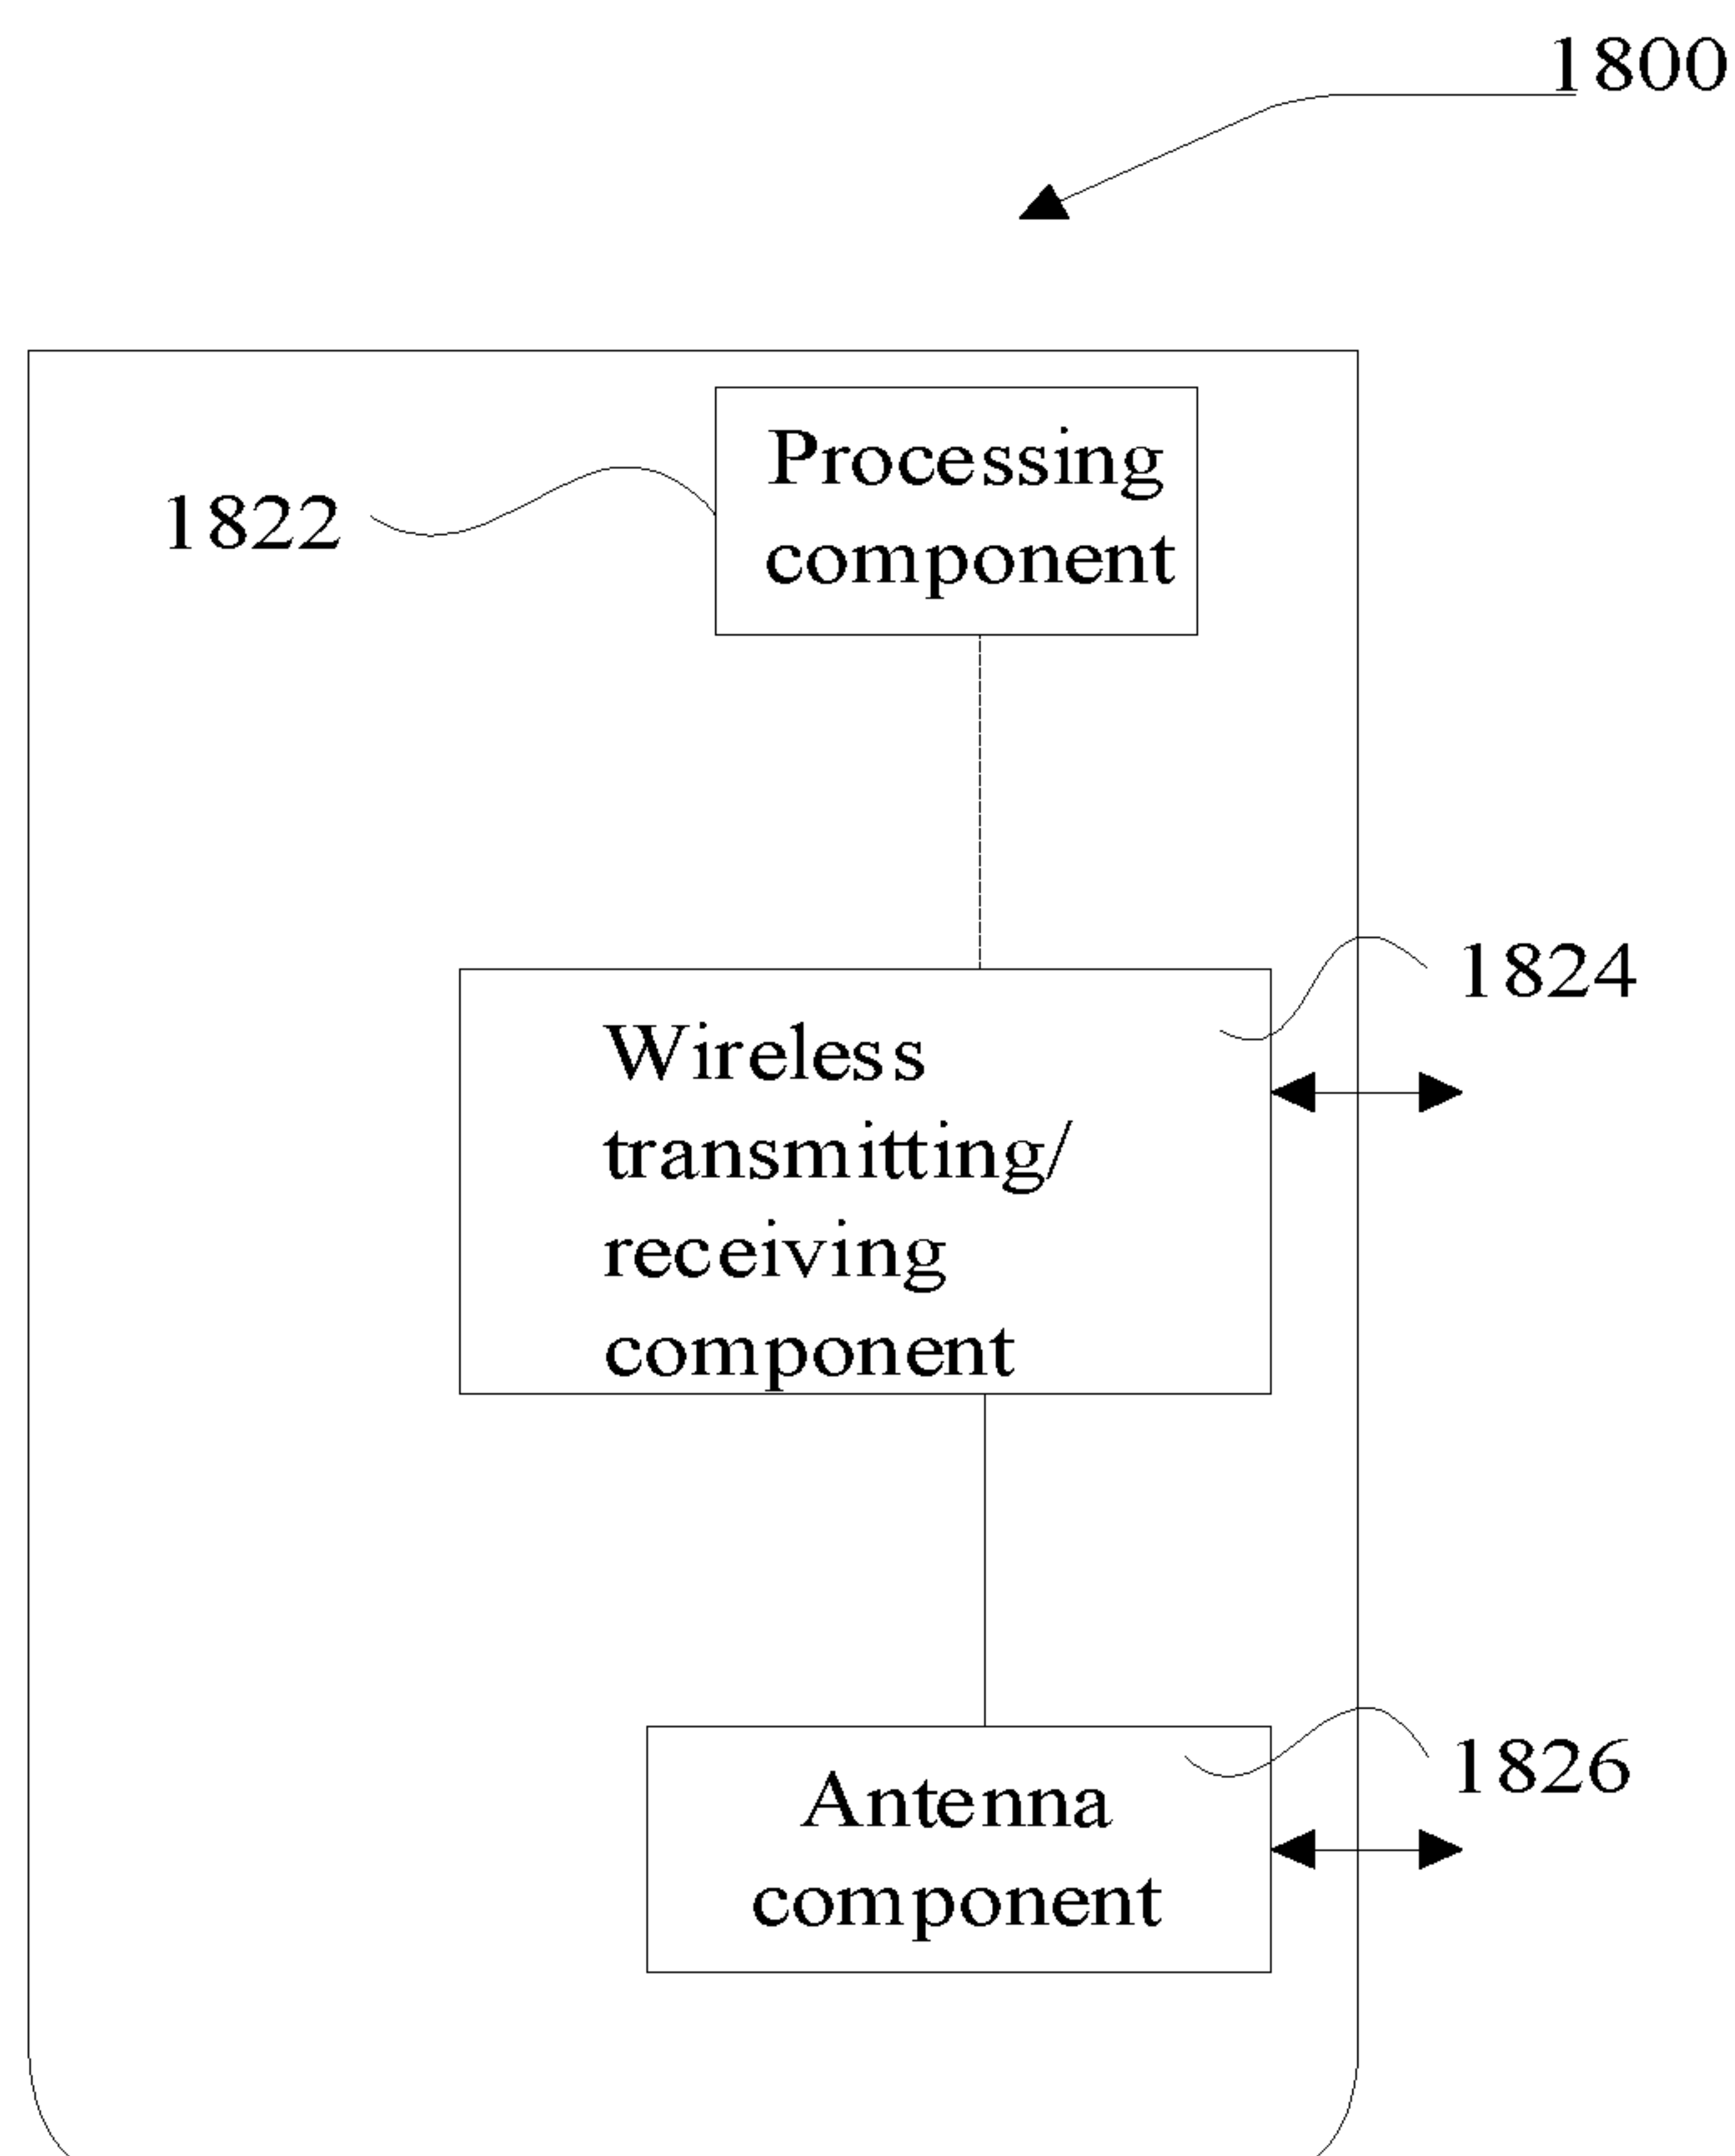 1800
1822
Processing
component
1824
Wireless
transmitting/
receiving
component
1826
Antenna
component